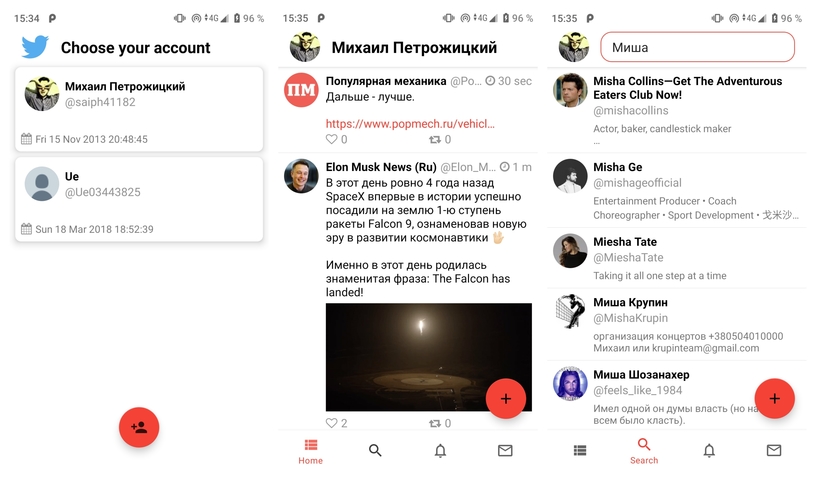 15:34
4G
96 %
Choose your account
Михаил Петрожицкий
@saiph41182
Fri 15 Nov 2013 20:48:45
Ue
@Ue03443825
Sun 18 Mar 2018 18:52:39
15:35
4G
96 %
Михаил Петрожицкий
ПМ
Популярная механика @Po... 30 sec
Дальше - лучше.
https://www.popmech.ru/vehicl...
0 0
Elon Musk News (Ru) @Elon_M... 1 m
В этот день ровно 4 года назад
SpaceX впервые в истории успешно
посадили на землю 1-ю ступень
ракеты Falcon 9, ознаменовав новую
эру в развитии космонавтики 🖖🏻
Именно в этот день родилась
знаменитая фраза: The Falcon has
landed!
2 0
Home
15:35
4G
96 %
Миша
Misha Collins—Get The Adventurous
Eaters Club Now!
@mishacollins
Actor, baker, candlestick maker
...
Misha Ge
@mishageofficial
Entertainment Producer • Coach
Choreographer • Sport Development • 戈米沙...
Miesha Tate
@MieshaTate
Taking it all one step at a time
Миша Крупин
@MishaKrupin
организация концертов +380504010000
Михаил или krupinteam@gmail.com
Миша Шозанахер
@feels_like_1984
Имел одной он думы власть (но на
всем было класть).
Search